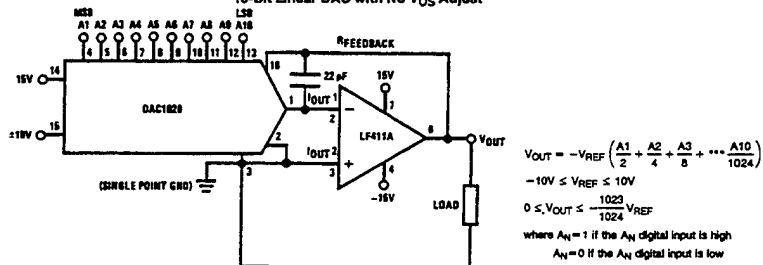 10-Bit Linear DAC with No VOS Adjust
MSB LSB
A1 A2 A3 A4 A5 A6 A7 A8 A9 A10
4 5 6 7 8 9 10 11 12 13
16
RFEEDBACK
15V 14
DAC1020
22 pF
15V
7
1 IOUT 1
2
−
LF411A
6
VOUT
±10V 15
2
IOUT 2
3
+
3
4
−15V
(SINGLE POINT GND)
LOAD
VOUT = −VREF (A1/2 + A2/4 + A3/8 + ••• A10/1024)
−10V ≤ VREF ≤ 10V
0 ≤ VOUT ≤ −1023/1024 VREF
where AN = 1 if the AN digital input is high
AN = 0 if the AN digital input is low